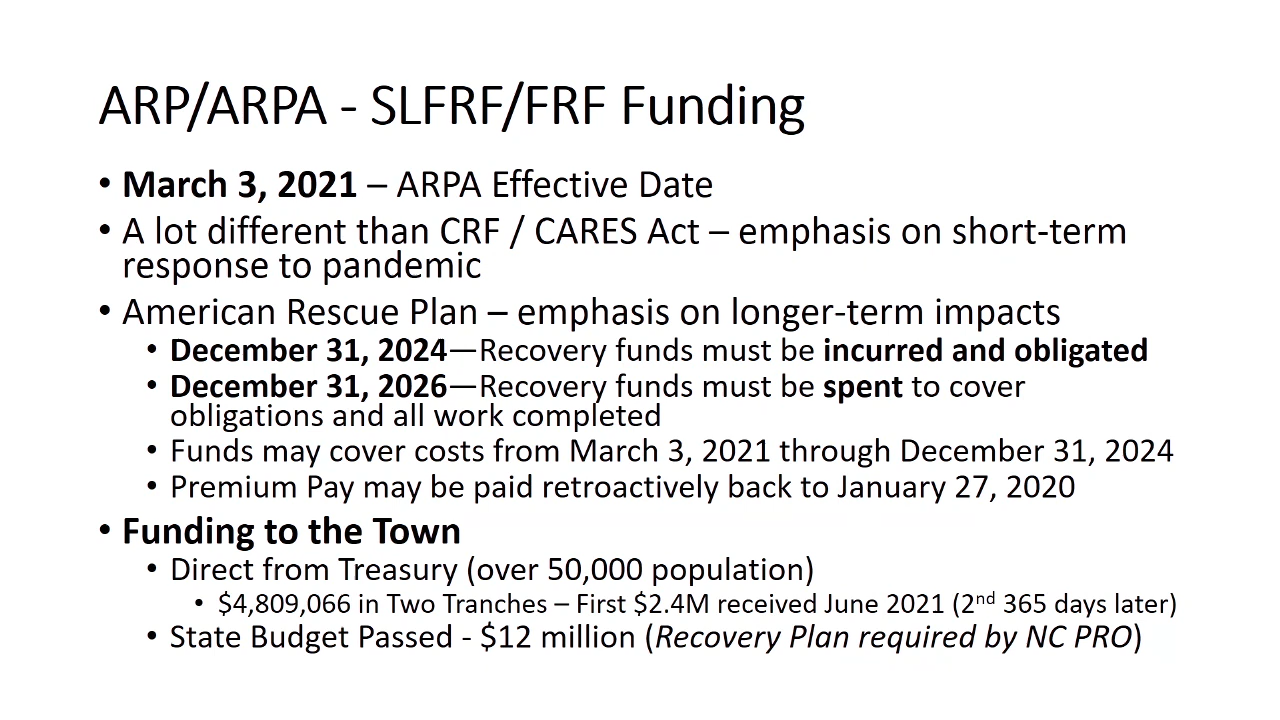 ARP/ARPA - SLFRF/FRF Funding
• March 3, 2021 – ARPA Effective Date
• A lot different than CRF / CARES Act – emphasis on short-term
response to pandemic
• American Rescue Plan – emphasis on longer-term impacts
• December 31, 2024—Recovery funds must be incurred and obligated
• December 31, 2026—Recovery funds must be spent to cover
obligations and all work completed
• Funds may cover costs from March 3, 2021 through December 31, 2024
• Premium Pay may be paid retroactively back to January 27, 2020
• Funding to the Town
• Direct from Treasury (over 50,000 population)
• $4,809,066 in Two Tranches – First $2.4M received June 2021 (2nd 365 days later)
• State Budget Passed - $12 million (Recovery Plan required by NC PRO)